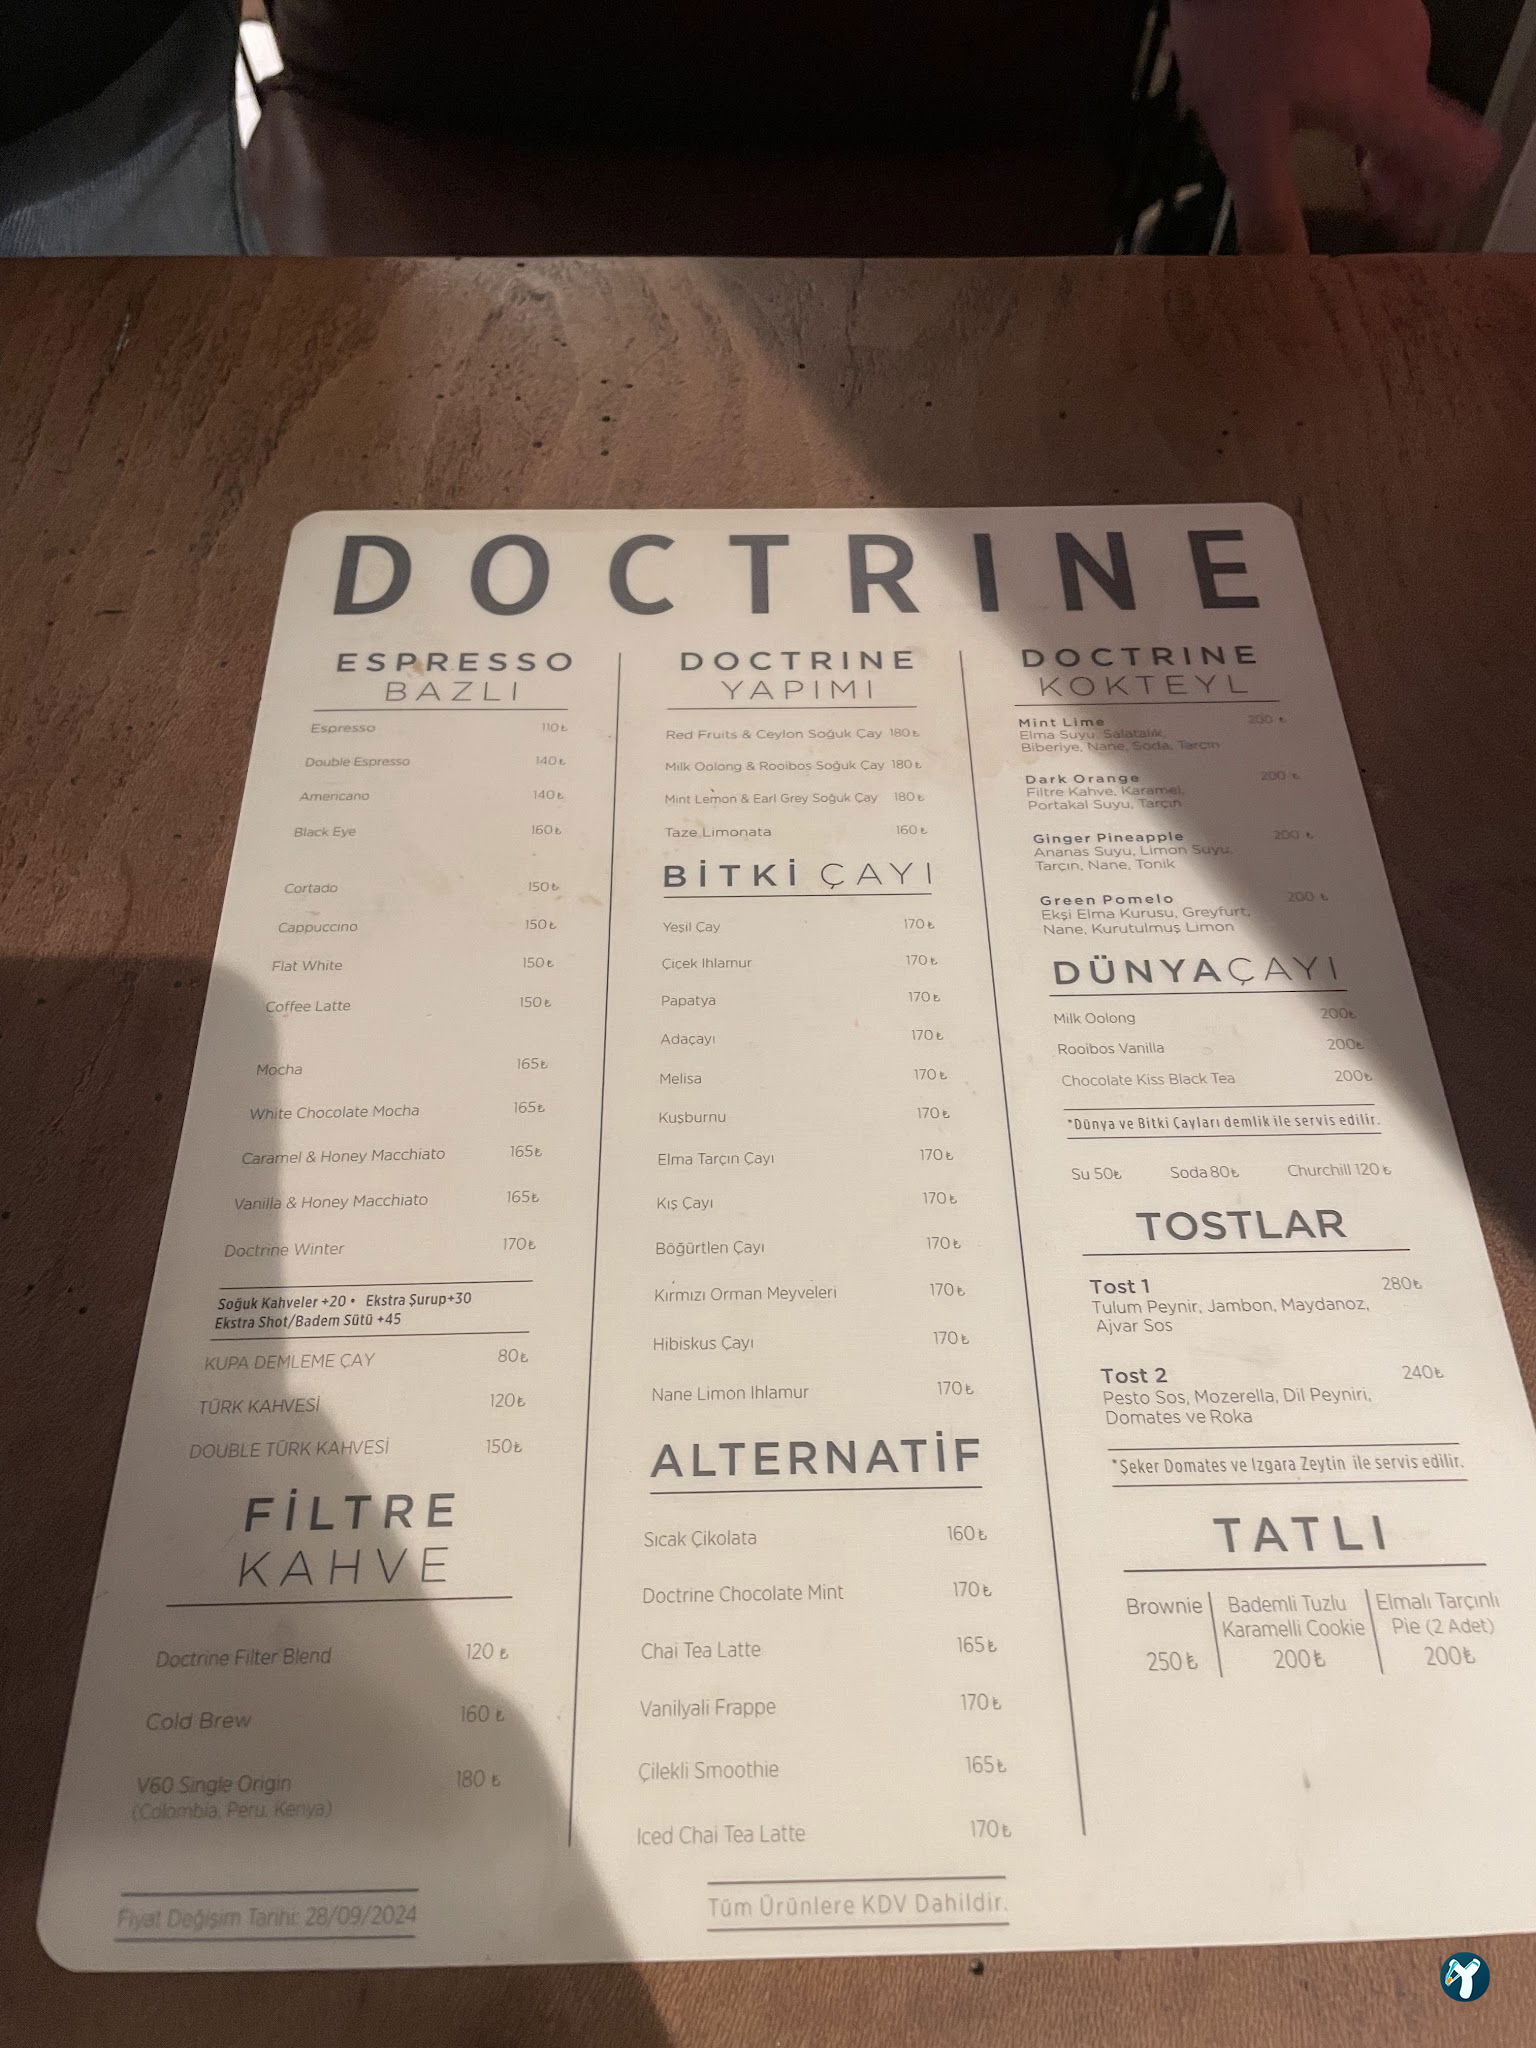 DOCTRINE
ESPRESSO
BAZLI
Espresso 110₺
Double Espresso 140₺
Americano 140₺
Black Eye 160₺
Cortado 150₺
Cappuccino 150₺
Flat White 150₺
Coffee Latte 150₺
Mocha 165₺
White Chocolate Mocha 165₺
Caramel & Honey Macchiato 165₺
Vanilla & Honey Macchiato 165₺
Doctrine Winter 170₺
Soğuk Kahveler +20 • Ekstra Şurup+30
Ekstra Shot/Badem Sütü +45
KUPA DEMLEME ÇAY 80₺
TÜRK KAHVESİ 120₺
DOUBLE TÜRK KAHVESİ 150₺
FİLTRE
KAHVE
Doctrine Filter Blend 120 ₺
Cold Brew 160 ₺
V60 Single Origin 180 ₺
(Colombia, Peru, Kenya)
Fiyat Değişim Tarihi: 28/09/2024
DOCTRINE
YAPIMI
Red Fruits & Ceylon Soğuk Çay 180₺
Milk Oolong & Rooibos Soğuk Çay 180₺
Mint Lemon & Earl Grey Soğuk Çay 180₺
Taze Limonata 160₺
BİTKİ ÇAYI
Yeşil Çay 170₺
Çiçek Ihlamur 170₺
Papatya 170₺
Adaçayı 170₺
Melisa 170₺
Kuşburnu 170₺
Elma Tarçın Çayı 170₺
Kış Çayı 170₺
Böğürtlen Çayı 170₺
Kırmızı Orman Meyveleri 170₺
Hibiskus Çayı 170₺
Nane Limon Ihlamur 170₺
ALTERNATİF
Sıcak Çikolata 160₺
Doctrine Chocolate Mint 170₺
Chai Tea Latte 165₺
Vanilyali Frappe 170₺
Çilekli Smoothie 165₺
Iced Chai Tea Latte 170₺
Tüm Ürünlere KDV Dahildir.
DOCTRINE
KOKTEYL
Mint Lime 200 ₺
Elma Suyu, Salatalık,
Biberiye, Nane, Soda, Tarçın
Dark Orange 200 ₺
Filtre Kahve, Karamel,
Portakal Suyu, Tarçın
Ginger Pineapple 200 ₺
Ananas Suyu, Limon Suyu,
Tarçın, Nane, Tonik
Green Pomelo 200 ₺
Ekşi Elma Kurusu, Greyfurt,
Nane, Kurutulmuş Limon
DÜNYAÇAYI
Milk Oolong 200₺
Rooibos Vanilla 200₺
Chocolate Kiss Black Tea 200₺
*Dünya ve Bitki Çayları demlik ile servis edilir.
Su 50₺ Soda 80₺ Churchill 120 ₺
TOSTLAR
Tost 1 280₺
Tulum Peynir, Jambon, Maydanoz,
Ajvar Sos
Tost 2 240₺
Pesto Sos, Mozerella, Dil Peyniri,
Domates ve Roka
*Şeker Domates ve Izgara Zeytin ile servis edilir.
TATLI
Brownie
250 ₺
Bademli Tuzlu
Karamelli Cookie
200₺
Elmalı Tarçınlı
Pie (2 Adet)
200₺